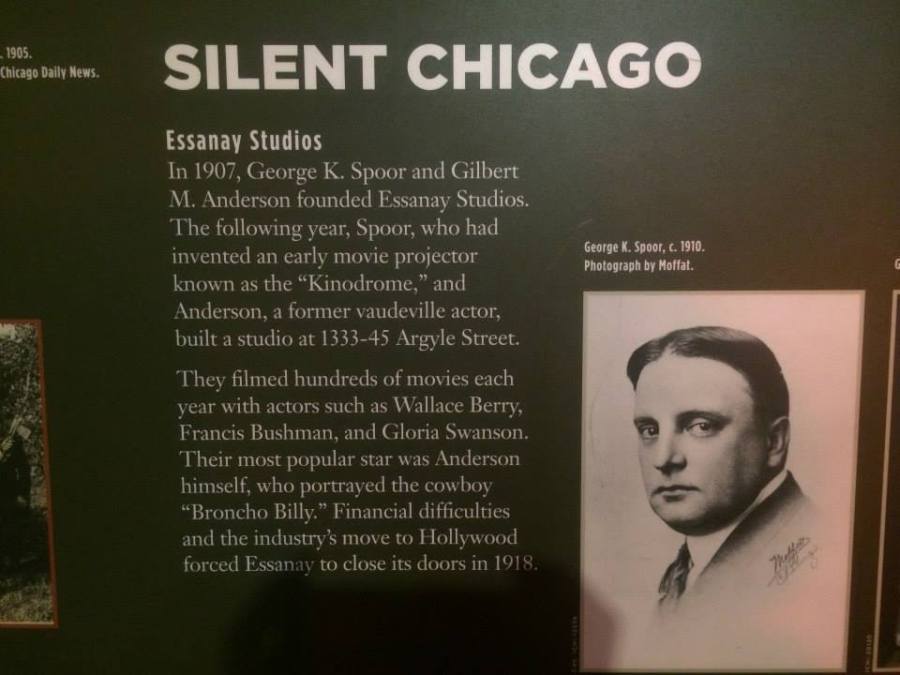 . 1905.
Chicago Daily News.
SILENT CHICAGO
Essanay Studios
In 1907, George K. Spoor and Gilbert
M. Anderson founded Essanay Studios.
The following year, Spoor, who had
invented an early movie projector
known as the “Kinodrome,” and
Anderson, a former vaudeville actor,
built a studio at 1333-45 Argyle Street.
They filmed hundreds of movies each
year with actors such as Wallace Berry,
Francis Bushman, and Gloria Swanson.
Their most popular star was Anderson
himself, who portrayed the cowboy
“Broncho Billy.” Financial difficulties
and the industry’s move to Hollywood
forced Essanay to close its doors in 1918.
George K. Spoor, c. 1910.
Photograph by Moffat.
G
Moffat